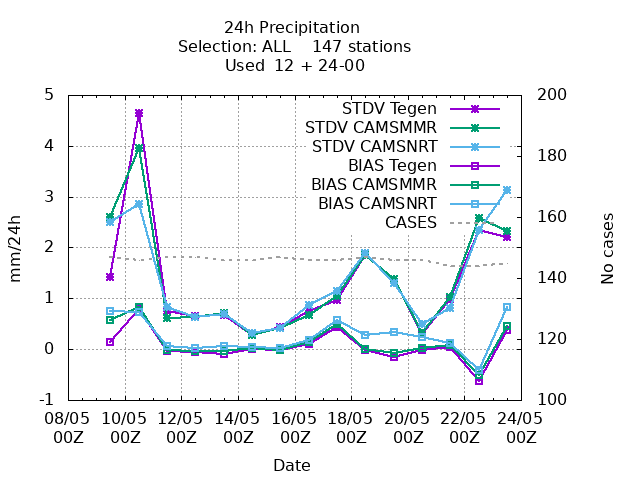 24h Precipitation
Selection: ALL    147 stations
Used  12 + 24-00
5
4
3
2
1
0
-1
mm/24h
200
180
160
140
120
100
No cases
STDV Tegen
STDV CAMSMMR
STDV CAMSNRT
BIAS Tegen
BIAS CAMSMMR
BIAS CAMSNRT
CASES
08/05 10/05 12/05 14/05 16/05 18/05 20/05 22/05 24/05
00Z 00Z 00Z 00Z 00Z 00Z 00Z 00Z 00Z
Date